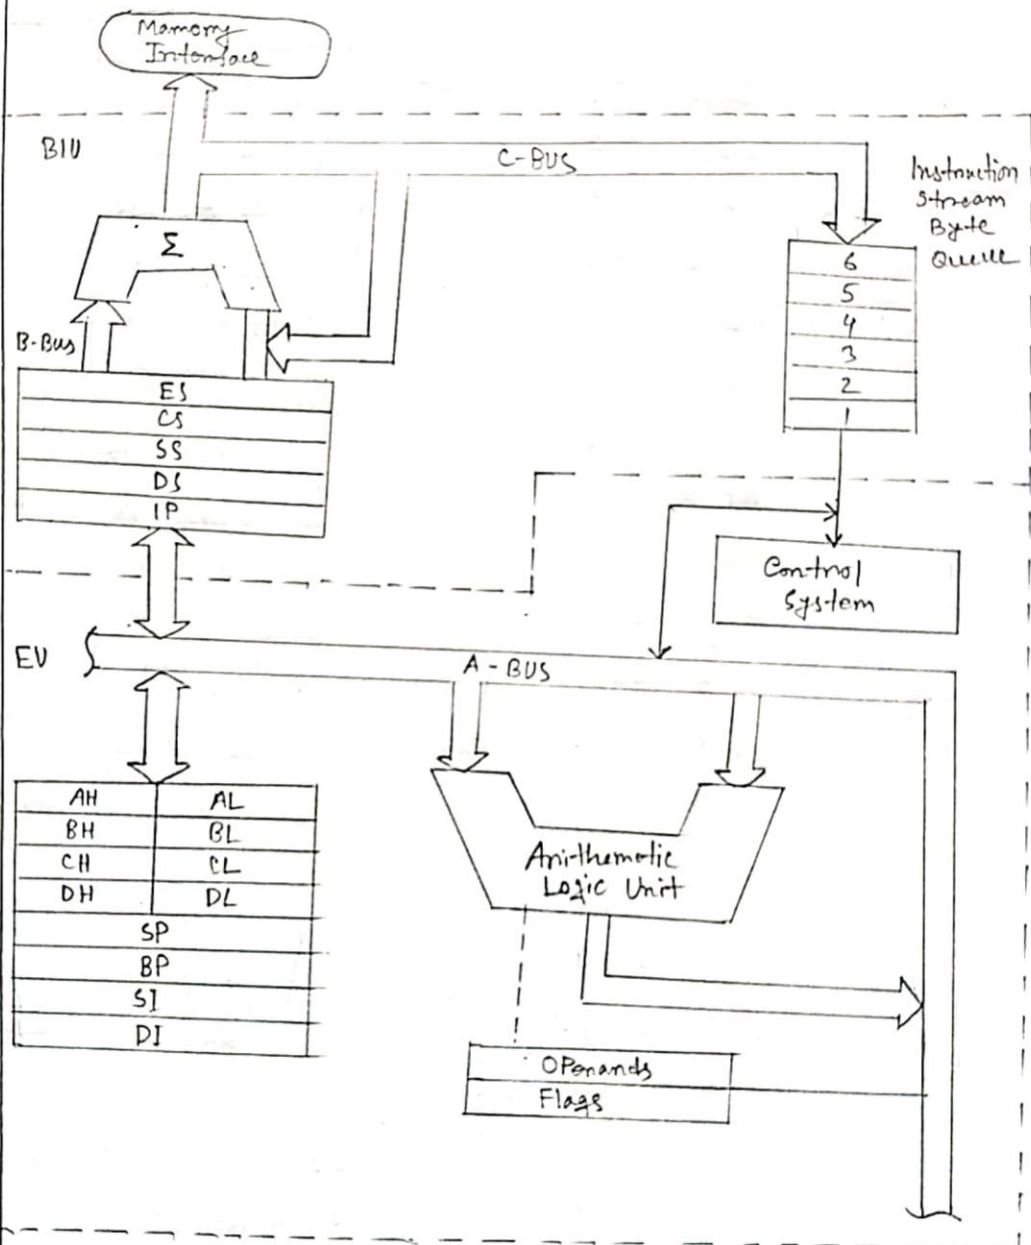 Mamory
Interface
BIU
C-BUS
Instruction
Stream
Byte
Queue
Σ
6
5
4
3
2
1
B-Bus
ES
CS
SS
DS
IP
Control
System
EU
A-BUS
AH AL
BH BL
CH CL
DH DL
SP
BP
SI
DI
Arithematic
Logic Unit
OPerands
Flags